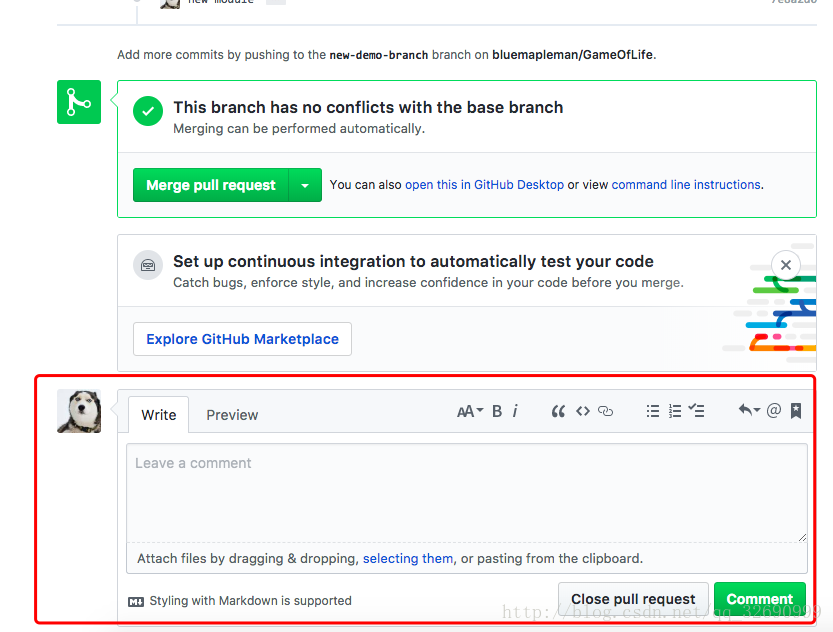 new module
Add more commits by pushing to the new-demo-branch branch on bluemapleman/GameOfLife.
This branch has no conflicts with the base branch
Merging can be performed automatically.
Merge pull request
You can also open this in GitHub Desktop or view command line instructions.
Set up continuous integration to automatically test your code
Catch bugs, enforce style, and increase confidence in your code before you merge.
Explore GitHub Marketplace
Write
Preview
AA
B
i
Leave a comment
Attach files by dragging & dropping, selecting them, or pasting from the clipboard.
Styling with Markdown is supported
Close pull request
Comment
http://blog.csdn.net/qq_32690999